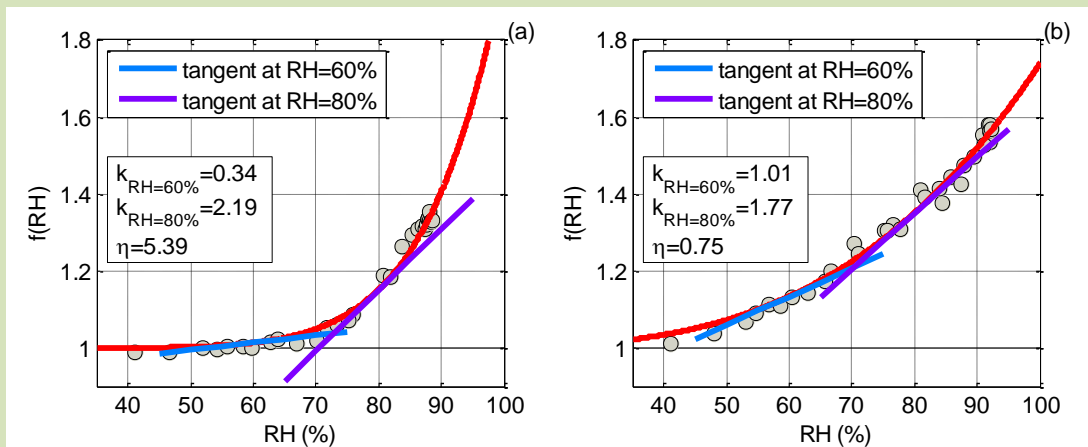 (a)
1.8
1.6
1.4
1.2
1
f(RH)
tangent at RH=60%
tangent at RH=80%
k_RH=60%=0.34
k_RH=80%=2.19
η=5.39
40 50 60 70 80 90 100
RH (%)
(b)
1.8
1.6
1.4
1.2
1
f(RH)
tangent at RH=60%
tangent at RH=80%
k_RH=60%=1.01
k_RH=80%=1.77
η=0.75
40 50 60 70 80 90 100
RH (%)